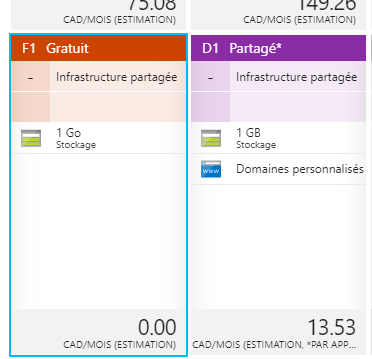 75.08
CAD/MOIS (ESTIMATION)
149.26
CAD/MOIS (ESTIMATION)
F1 Gratuit
- Infrastructure partagée
1 Go
Stockage
0.00
CAD/MOIS (ESTIMATION)
D1 Partagé*
- Infrastructure partagée
1 GB
Stockage
www
Domaines personnalisés
13.53
CAD/MOIS (ESTIMATION, *PAR APP...